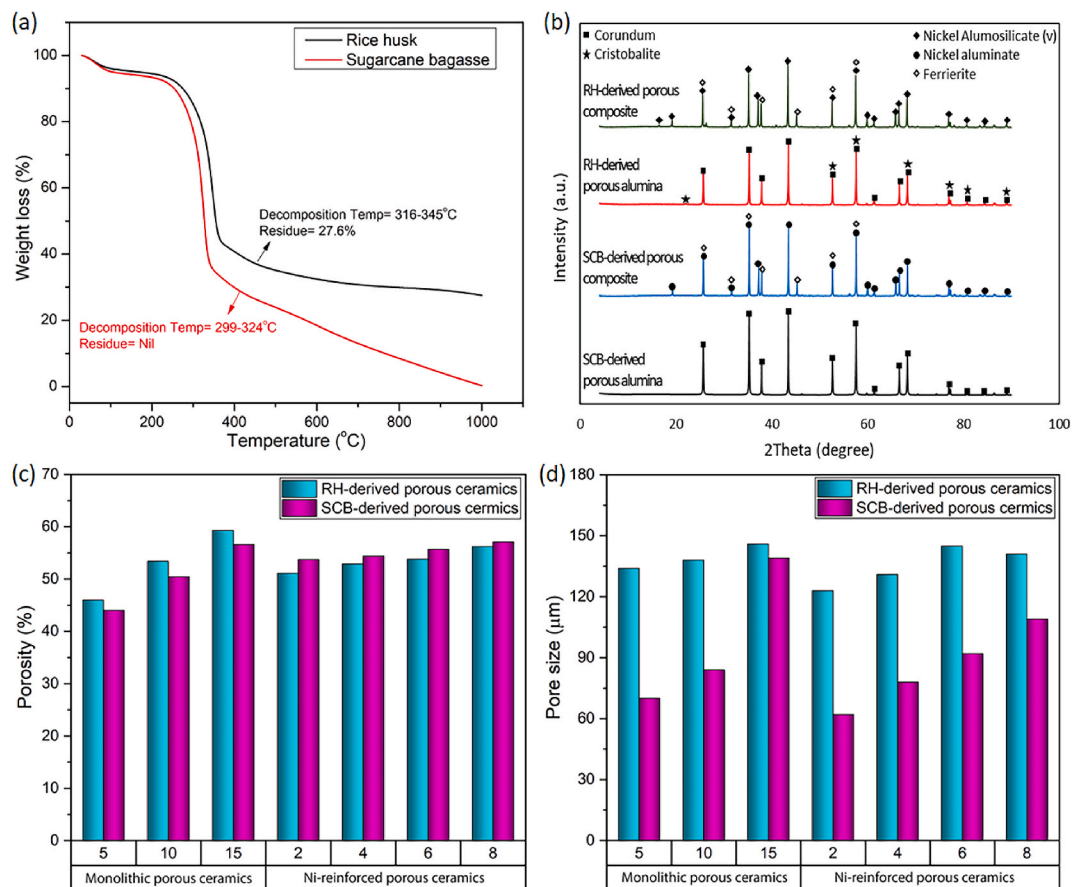 (a)
Rice husk
Sugarcane bagasse
100
80
60
40
20
0
Weight loss (%)
Decomposition Temp= 316-345°C
Residue= 27.6%
Decomposition Temp= 299-324°C
Residue= Nil
0 200 400 600 800 1000
Temperature (°C)
(b)
Corundum
Cristobalite
Nickel Alumosilicate (v)
Nickel aluminate
Ferrierite
RH-derived porous
composite
RH-derived
porous alumina
SCB-derived porous
composite
SCB-derived
porous alumina
Intensity (a.u.)
0 20 40 60 80 100
2Theta (degree)
(c)
RH-derived porous ceramics
SCB-derived porous cermics
70
60
50
40
30
20
10
0
Porosity (%)
5 10 15 2 4 6 8
Monolithic porous ceramics Ni-reinforced porous ceramics
(d)
RH-derived porous ceramics
SCB-derived porous cermics
180
150
120
90
60
30
0
Pore size (μm)
5 10 15 2 4 6 8
Monolithic porous ceramics Ni-reinforced porous ceramics